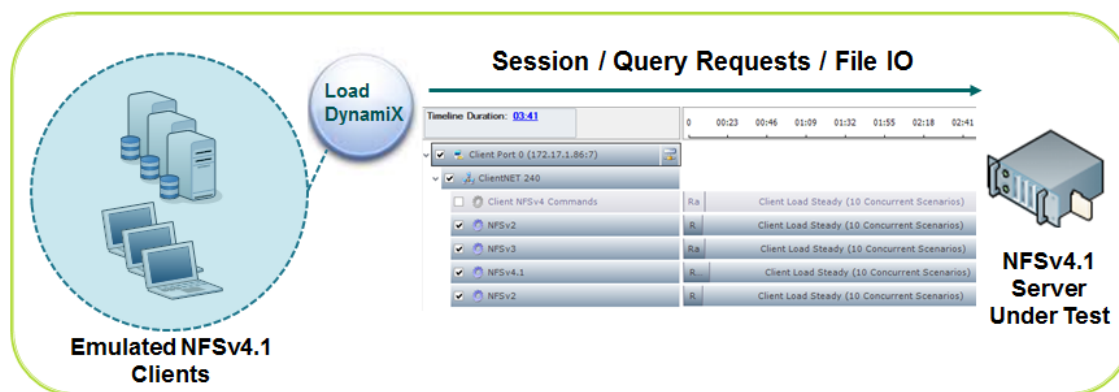 Session / Query Requests / File IO
Load
DynamiX
Timeline Duration: 03:41
0 00:23 00:46 01:09 01:32 01:55 02:18 02:41
Client Port 0 (172.17.1.86:7)
ClientNET 240
Client NFSv4 Commands Ra Client Load Steady (10 Concurrent Scenarios)
NFSv2 R Client Load Steady (10 Concurrent Scenarios)
NFSv3 Ra Client Load Steady (10 Concurrent Scenarios)
NFSv4.1 R... Client Load Steady (10 Concurrent Scenarios)
NFSv2 R Client Load Steady (10 Concurrent Scenarios)
NFSv4.1
Server
Under Test
Emulated NFSv4.1
Clients